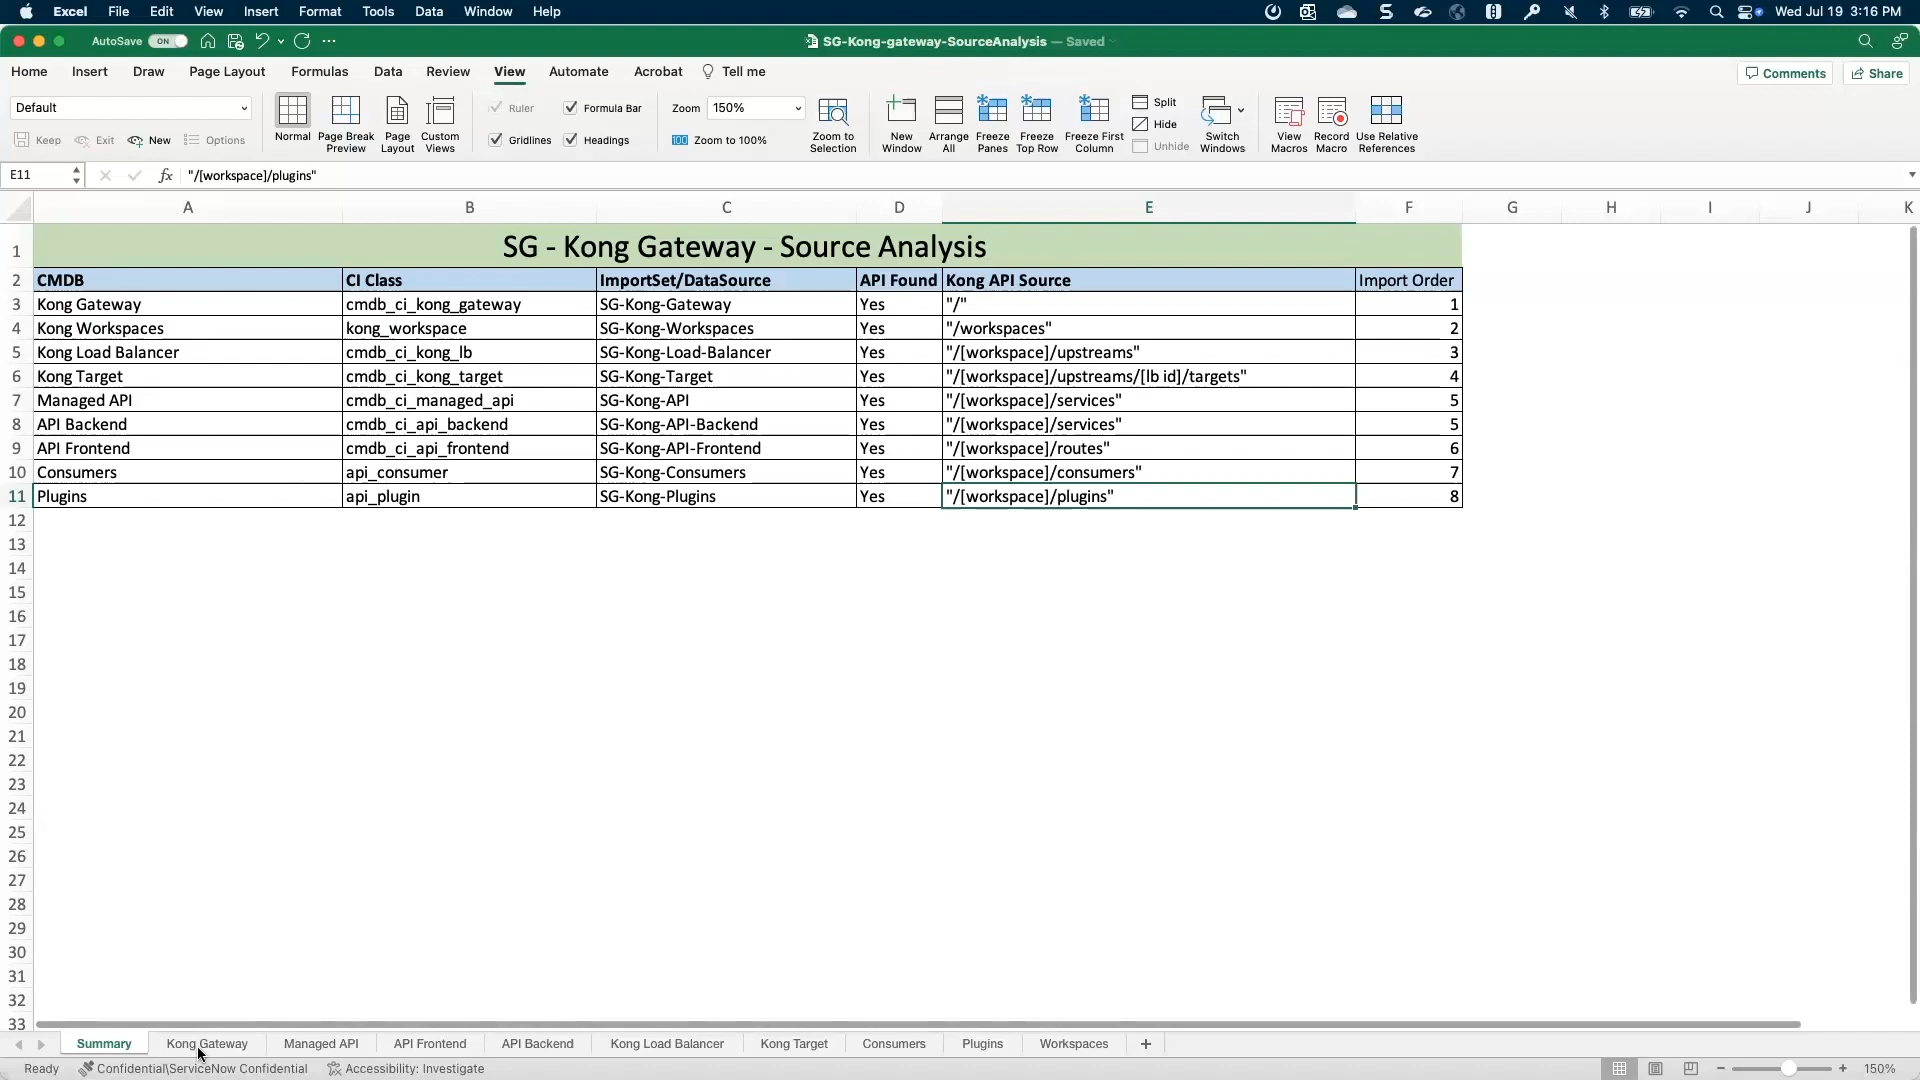 Excel File Edit View Insert Format Tools Data Window Help Wed Jul 19 3:16 PM
AutoSave ON SG-Kong-gateway-SourceAnalysis — Saved
Home Insert Draw Page Layout Formulas Data Review View Automate Acrobat Tell me Comments Share
Default Ruler Formula Bar Zoom 150% Split
Keep Exit New Options Normal Page Break Preview Page Layout Custom Views Gridlines Headings 100 Zoom to 100% Zoom to Selection New Window Arrange All Freeze Panes Freeze Top Row Freeze First Column Hide Unhide Switch Windows View Macros Record Macro Use Relative References
E11 fx "/[workspace]/plugins"
A B C D E F G H I J K
1 SG - Kong Gateway - Source Analysis
2 CMDB CI Class ImportSet/DataSource API Found Kong API Source Import Order
3 Kong Gateway cmdb_ci_kong_gateway SG-Kong-Gateway Yes "/" 1
4 Kong Workspaces kong_workspace SG-Kong-Workspaces Yes "/workspaces" 2
5 Kong Load Balancer cmdb_ci_kong_lb SG-Kong-Load-Balancer Yes "/[workspace]/upstreams" 3
6 Kong Target cmdb_ci_kong_target SG-Kong-Target Yes "/[workspace]/upstreams/[lb id]/targets" 4
7 Managed API cmdb_ci_managed_api SG-Kong-API Yes "/[workspace]/services" 5
8 API Backend cmdb_ci_api_backend SG-Kong-API-Backend Yes "/[workspace]/services" 5
9 API Frontend cmdb_ci_api_frontend SG-Kong-API-Frontend Yes "/[workspace]/routes" 6
10 Consumers api_consumer SG-Kong-Consumers Yes "/[workspace]/consumers" 7
11 Plugins api_plugin SG-Kong-Plugins Yes "/[workspace]/plugins" 8
12
13
14
15
16
17
18
19
20
21
22
23
24
25
26
27
28
29
30
31
32
33
Summary Kong Gateway Managed API API Frontend API Backend Kong Load Balancer Kong Target Consumers Plugins Workspaces +
Ready Confidential\ServiceNow Confidential Accessibility: Investigate 150%